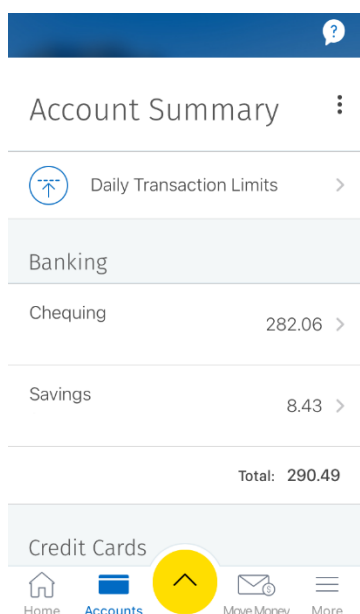 ?
Account Summary
Daily Transaction Limits
Banking
Chequing
282.06
Savings
8.43
Total: 290.49
Credit Cards
Home Accounts Move Money More